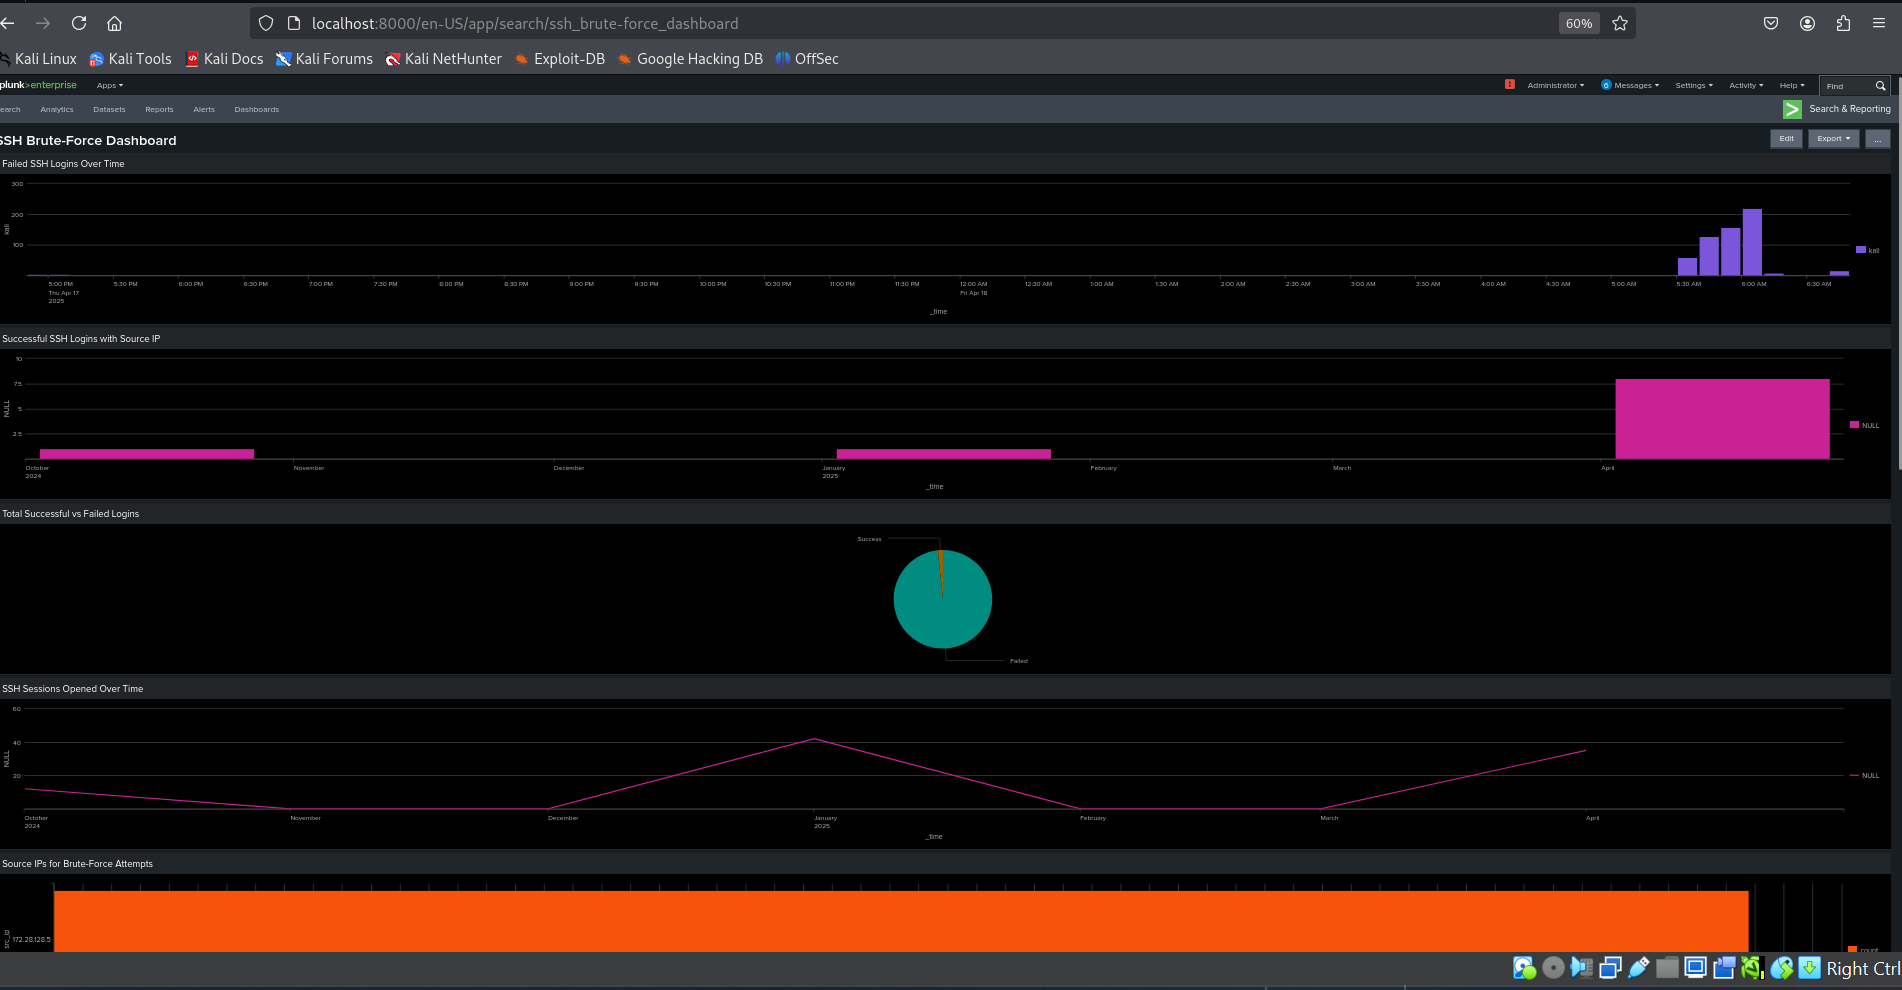 localhost:8000/en-US/app/search/ssh_brute-force_dashboard 60%
Kali Linux Kali Tools Kali Docs Kali Forums Kali NetHunter Exploit-DB Google Hacking DB OffSec
plunk>enterprise Apps ! Administrator 6 Messages Settings Activity Help Find
earch Analytics Datasets Reports Alerts Dashboards Search & Reporting
SSH Brute-Force Dashboard Edit Export ...
Failed SSH Logins Over Time
300
200
100
kali
kali
5:00 PM 5:30 PM 6:00 PM 6:30 PM 7:00 PM 7:30 PM 8:00 PM 8:30 PM 9:00 PM 9:30 PM 10:00 PM 10:30 PM 11:00 PM 11:30 PM 12:00 AM 12:30 AM 1:00 AM 1:30 AM 2:00 AM 2:30 AM 3:00 AM 3:30 AM 4:00 AM 4:30 AM 5:00 AM 5:30 AM 6:00 AM 6:30 AM
Thu Apr 17 Fri Apr 18
2025
_time
Successful SSH Logins with Source IP
10
7.5
5
2.5
NULL
NULL
October November December January February March April
2024 2025
_time
Total Successful vs Failed Logins
Success
Failed
SSH Sessions Opened Over Time
60
40
20
NULL
NULL
October November December January February March April
2024 2025
_time
Source IPs for Brute-Force Attempts
src_ip
172.28.128.5
count
Right Ctrl